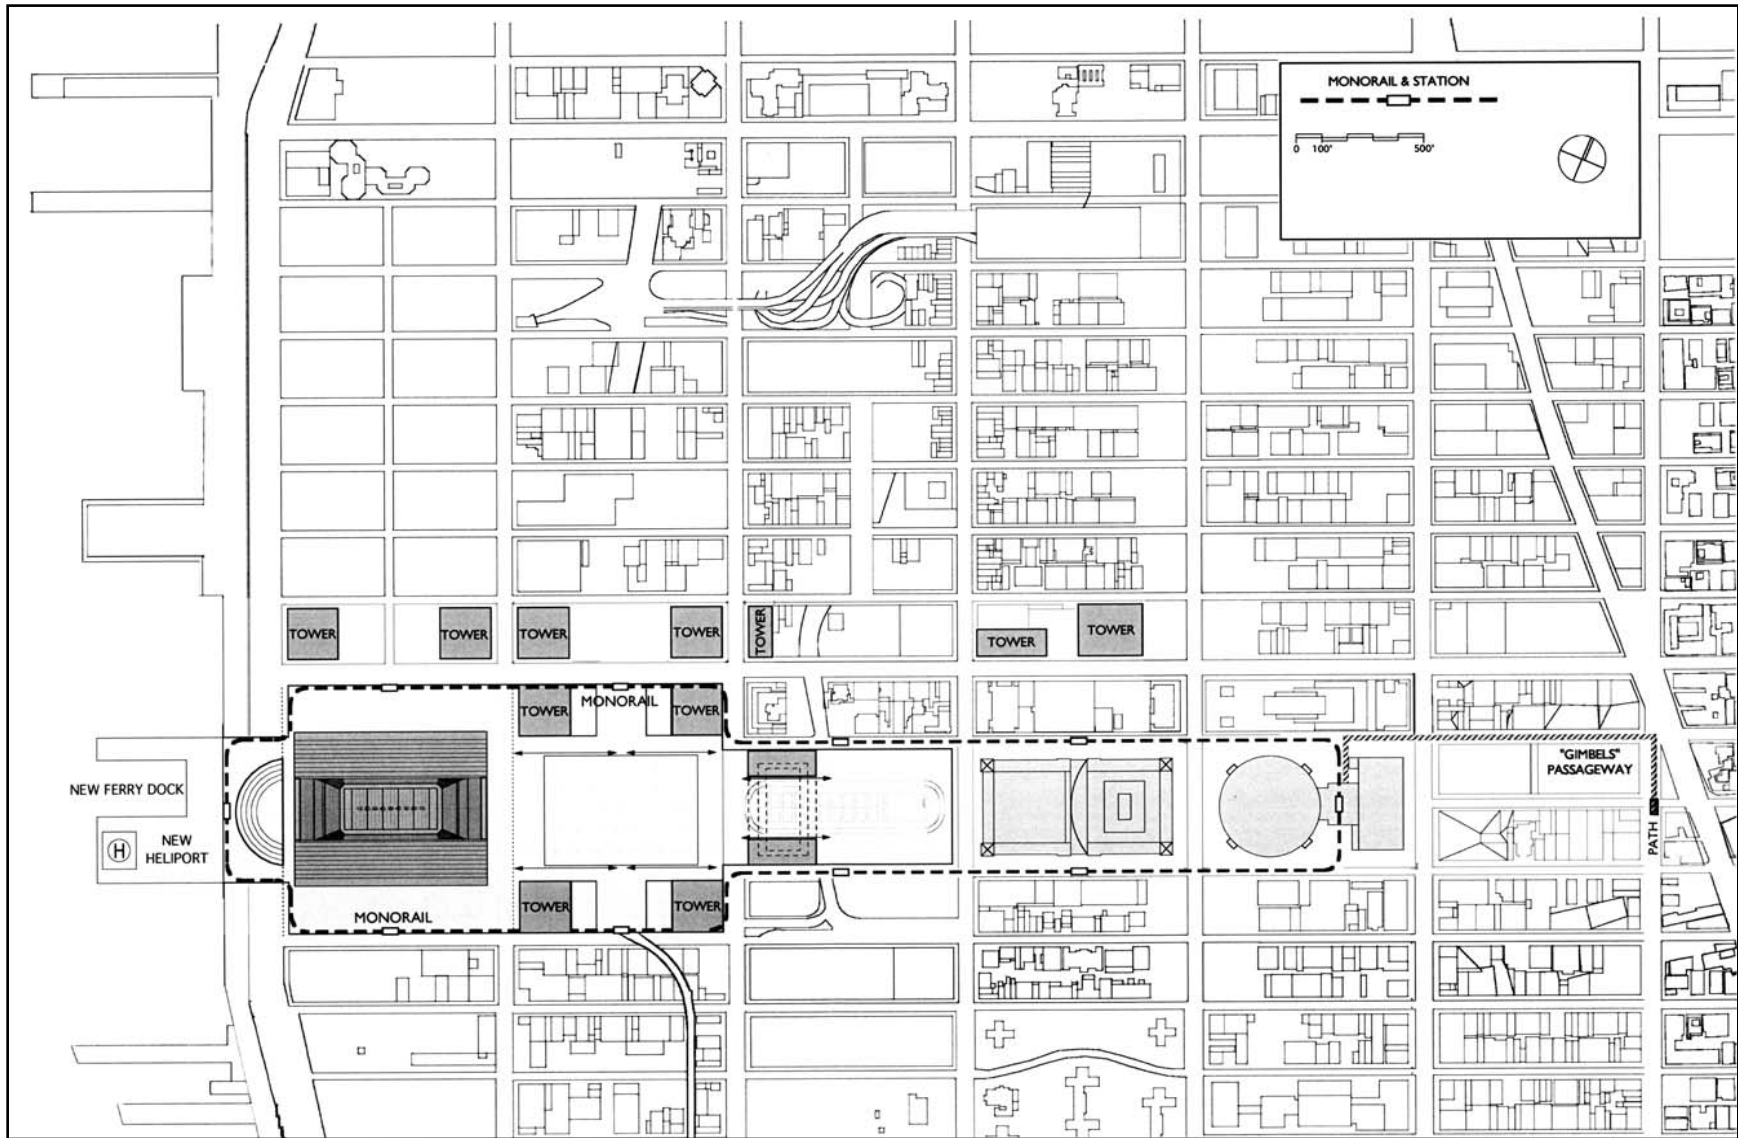 MONORAIL & STATION
0 100' 500'
TOWER
TOWER
TOWER
TOWER
TOWER
TOWER
TOWER
TOWER
MONORAIL
TOWER
"GIMBELS"
PASSAGEWAY
NEW FERRY DOCK
H
NEW
HELIPORT
PATH
TOWER
TOWER
MONORAIL